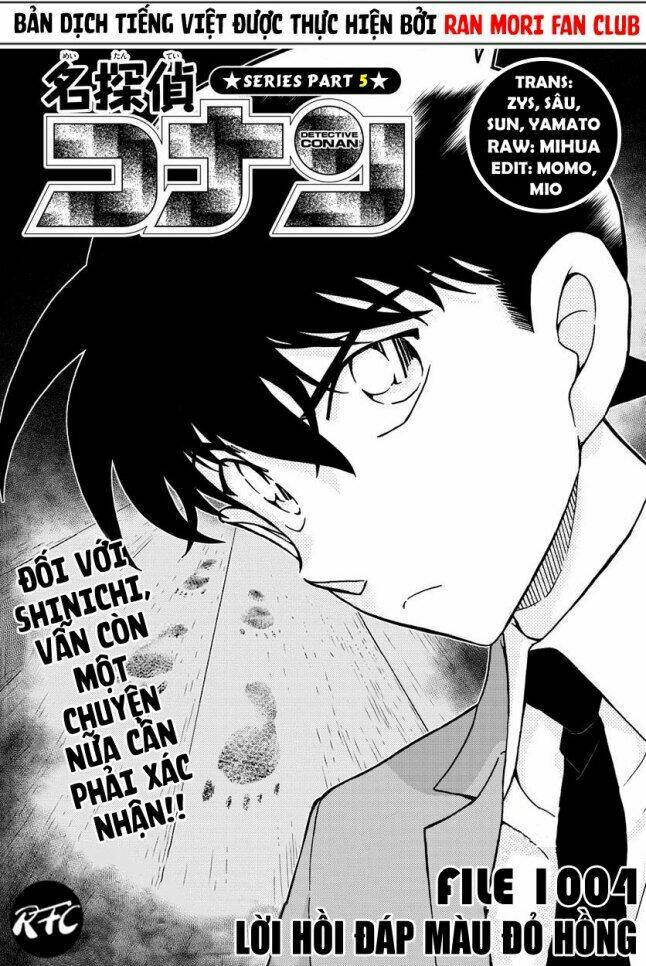 BẢN DỊCH TIẾNG VIỆT ĐƯỢC THỰC HIỆN BỞI RAN MORI FAN CLUB
★SERIES PART 5★
めい たん てい
名探偵
コナン
DETECTIVE
CONAN
TRANS:
ZYS, SÂU,
SUN, YAMATO
RAW: MIHUA
EDIT: MOMO,
MIO
ĐỐI VỚI
SHINICHI,
VẪN CÒN
MỘT
CHUYỆN
NỮA CẦN
PHẢI XÁC
NHẬN!!
FILE 1004
LỜI HỒI ĐÁP MÀU ĐỎ HỒNG
RFC